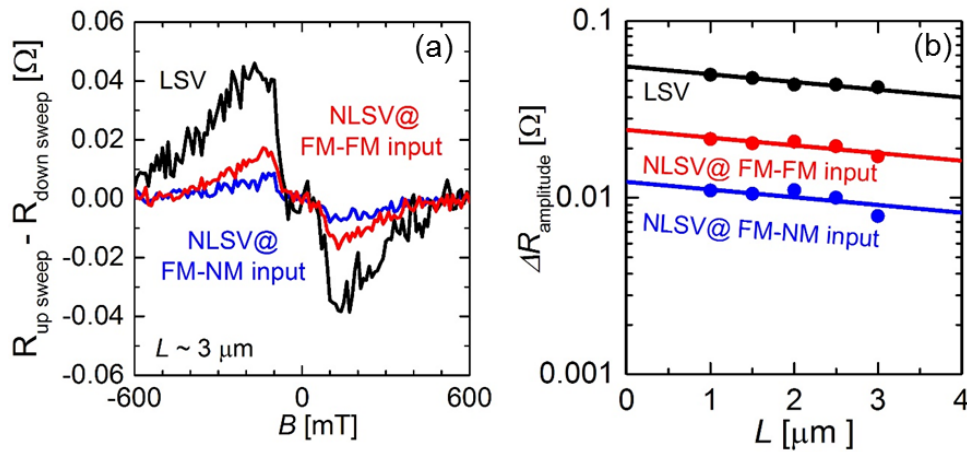 (a)
R up sweep - R down sweep [Ω]
0.06
0.04
0.02
0.00
-0.02
-0.04
-0.06
LSV
NLSV@
FM-FM input
NLSV@
FM-NM input
L ~ 3 μm
-600
0
600
B [mT]
(b)
ΔR amplitude [Ω]
0.1
0.01
0.001
LSV
NLSV@ FM-FM input
NLSV@ FM-NM input
0
1
2
3
4
L [μm ]